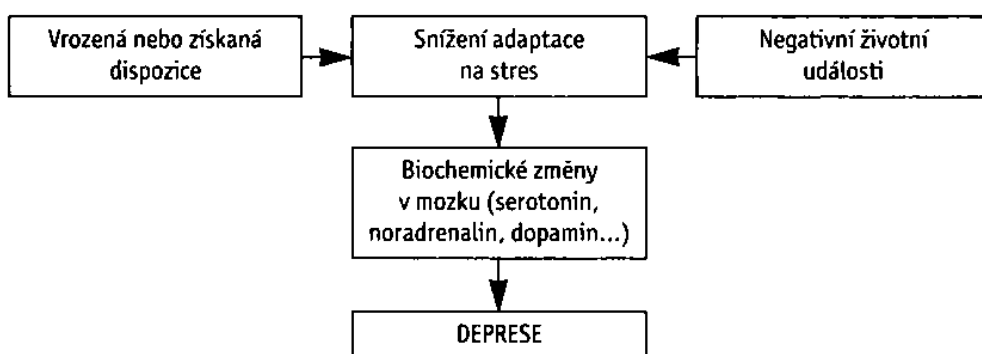 Vrozená nebo získaná
dispozice
Snížení adaptace
na stres
Negativní životní
události
Biochemické změny
v mozku (serotonin,
noradrenalin, dopamin...)
DEPRESE